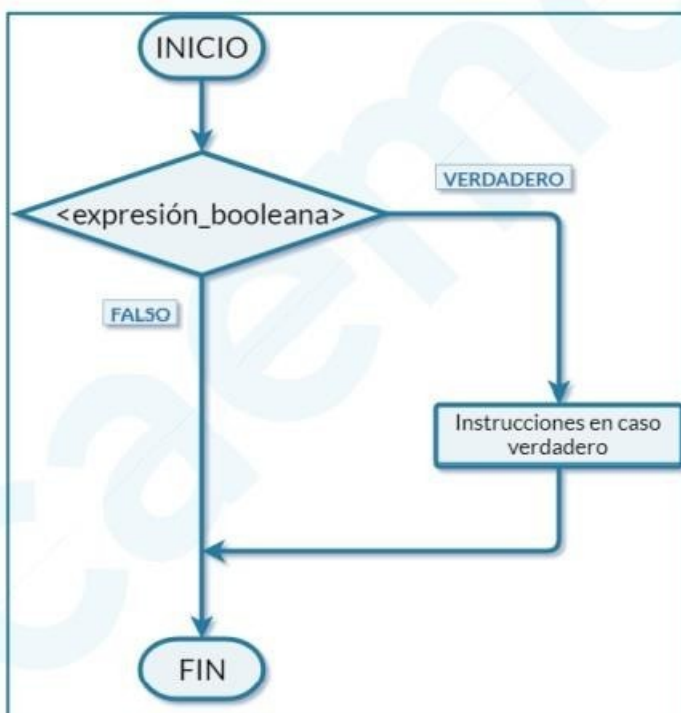 INICIO
VERDADERO
<expresión_booleana>
FALSO
Instrucciones en caso
verdadero
FIN